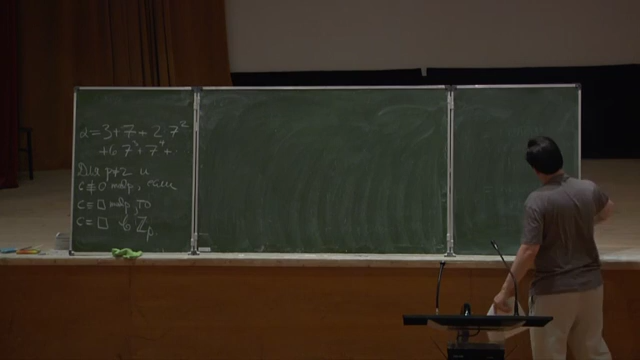 α = 3 + 7 + 2 7²
+ 6 7³ + 7⁴ + ..
Для p≠2 и
c ≢ 0 mod p, если
c ≡ □ mod p, то
c = □ в ℤₚ.